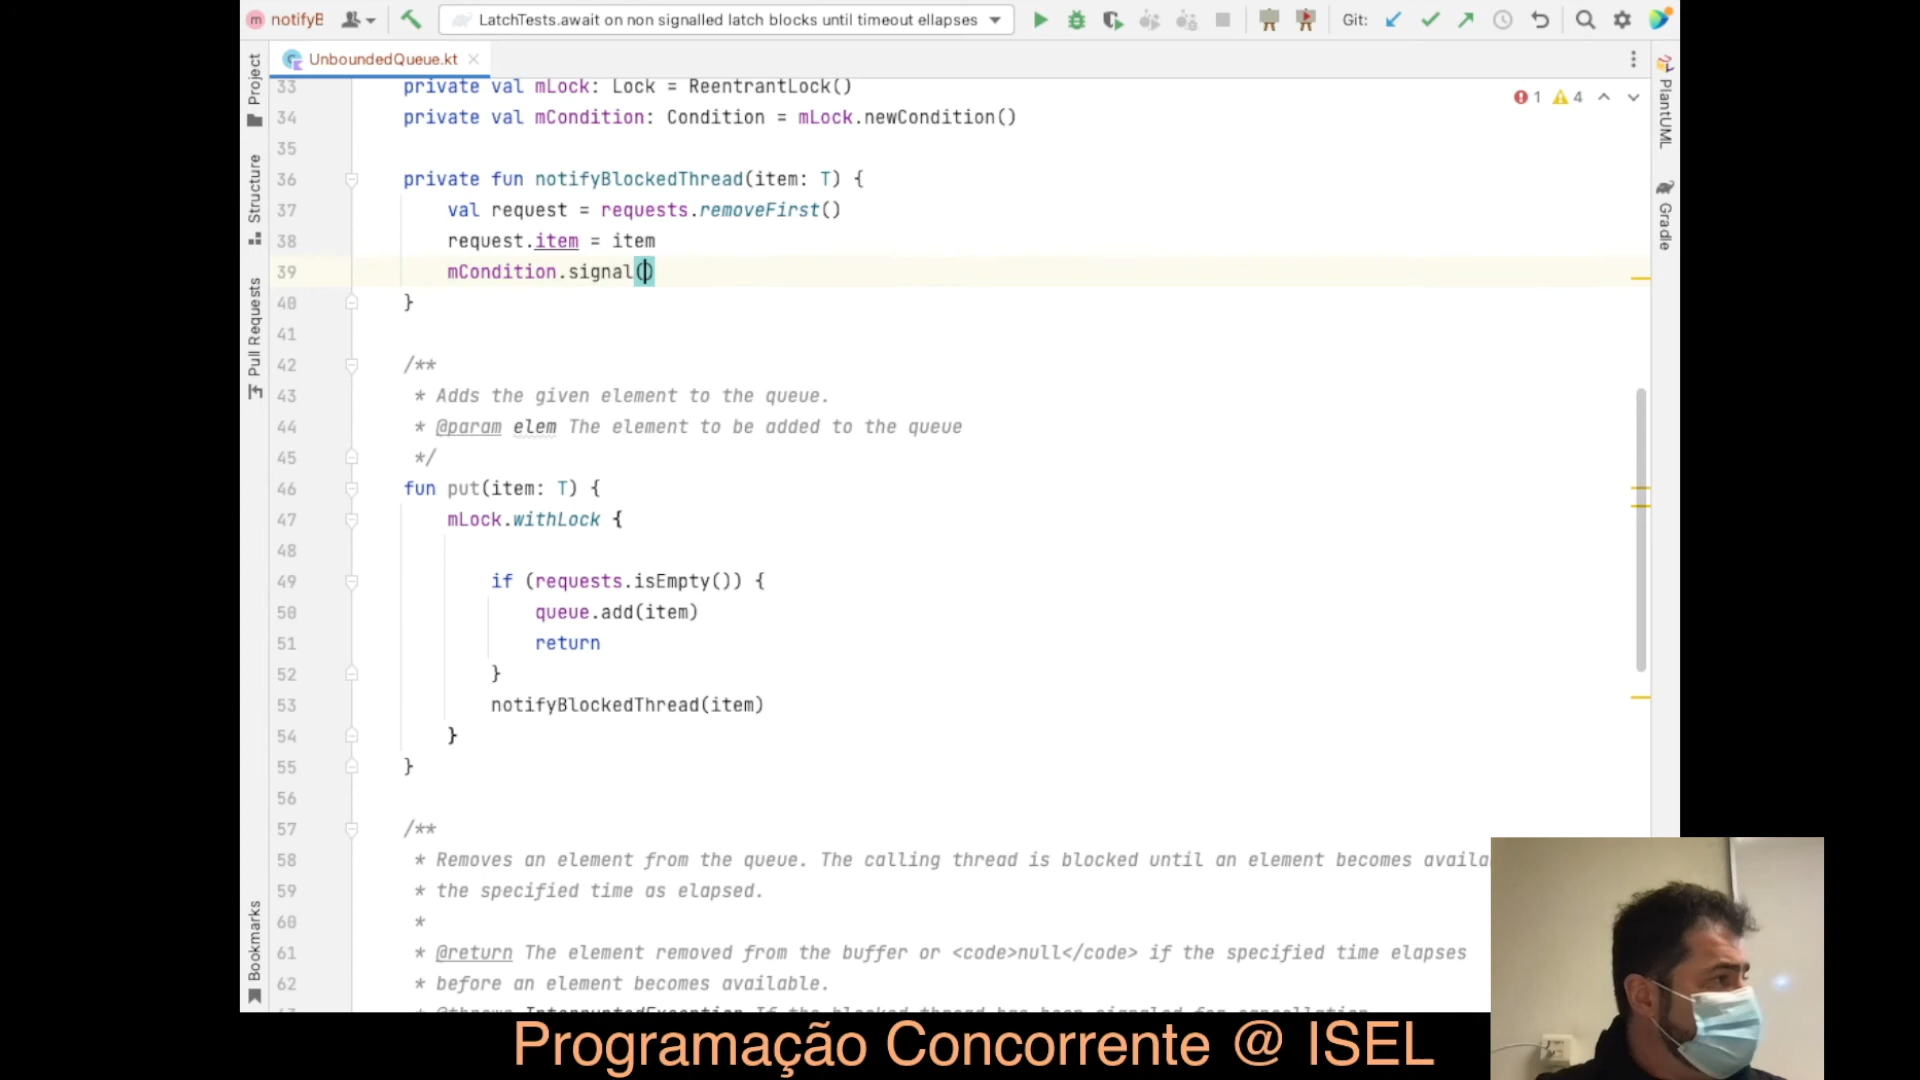 notifyB
LatchTests.await on non signalled latch blocks until timeout ellapses
Git:
UnboundedQueue.kt
1 4
Project
Structure
Pull Requests
Bookmarks
PlantUML
Gradle
33 private val mLock: Lock = ReentrantLock()
34 private val mCondition: Condition = mLock.newCondition()
35
36 private fun notifyBlockedThread(item: T) {
37 val request = requests.removeFirst()
38 request.item = item
39 mCondition.signal()
40 }
41
42 /**
43 * Adds the given element to the queue.
44 * @param elem The element to be added to the queue
45 */
46 fun put(item: T) {
47 mLock.withLock {
48
49 if (requests.isEmpty()) {
50 queue.add(item)
51 return
52 }
53 notifyBlockedThread(item)
54 }
55 }
56
57 /**
58 * Removes an element from the queue. The calling thread is blocked until an element becomes availa
59 * the specified time as elapsed.
60 *
61 * @return The element removed from the buffer or <code>null</code> if the specified time elapses
62 * before an element becomes available.
Programação Concorrente @ ISEL